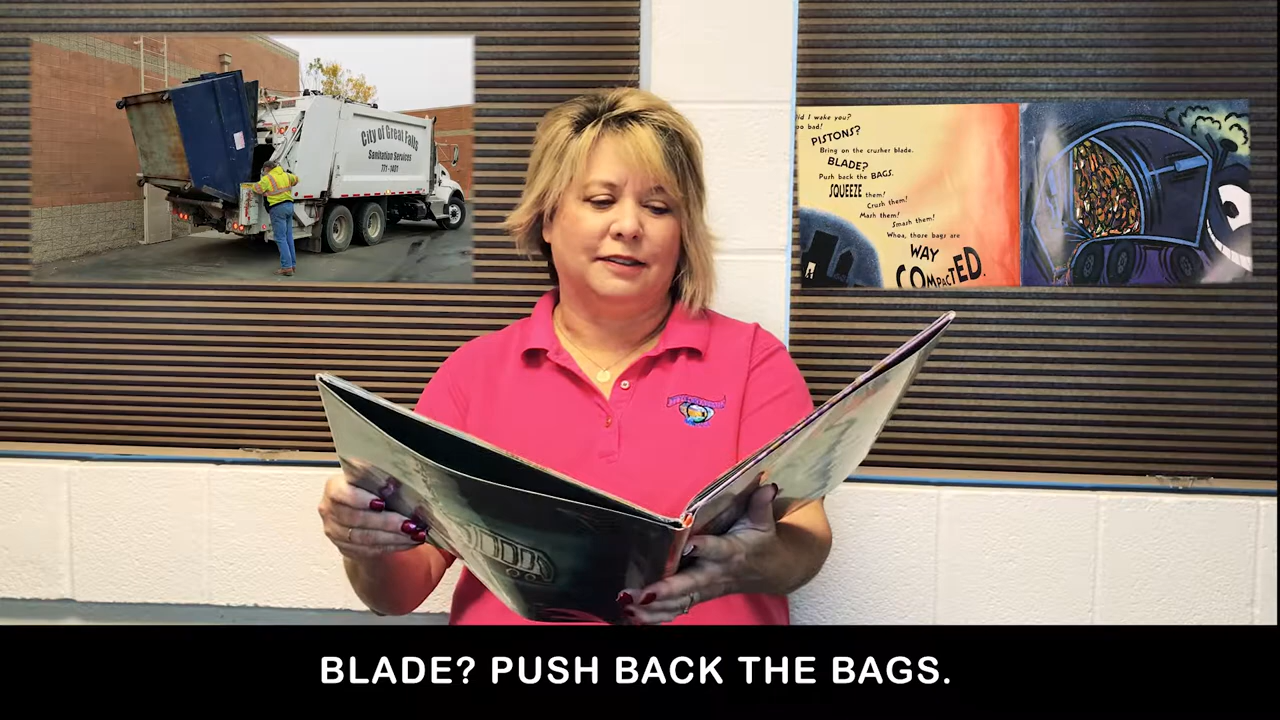 City of Great Falls
Sanitation Services
771-1401
did I wake you?
oo bad!
PISTONS?
Bring on the crusher blade.
BLADE?
Push back the BAGS.
SQUEEZE them!
Crush them!
Mash them!
Smash them!
Whoa, those bags are
WAY
COMPACTED.
BLADE? PUSH BACK THE BAGS.